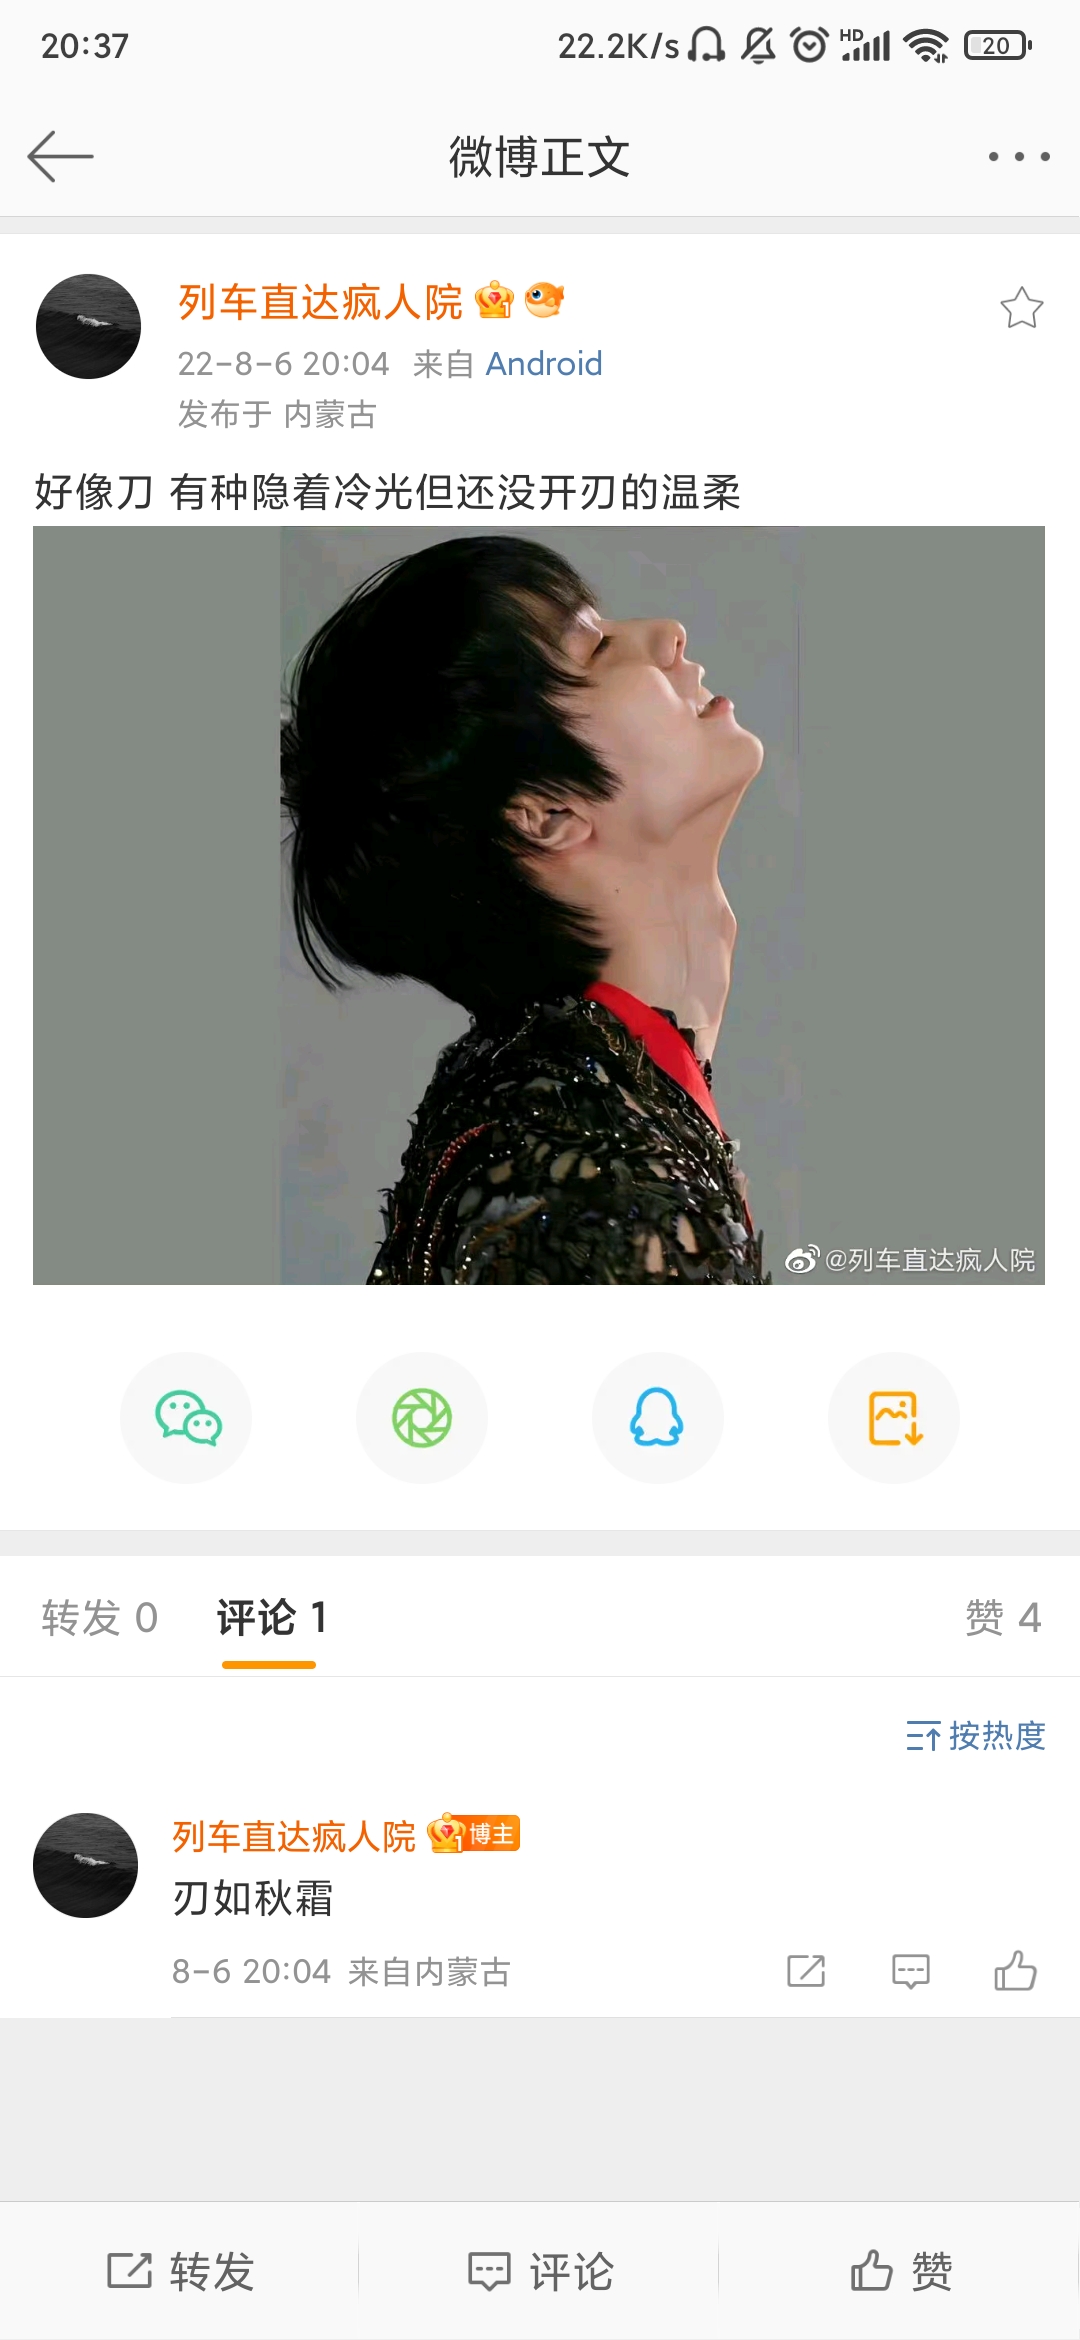 20:37
22.2K/s HD 20
微博正文
列车直达疯人院
22-8-6 20:04 来自 Android
发布于 内蒙古
好像刀 有种隐着冷光但还没开刃的温柔
@列车直达疯人院
转发 0 评论 1 赞 4
按热度
列车直达疯人院 1 博主
刃如秋霜
8-6 20:04 来自内蒙古
转发 评论 赞